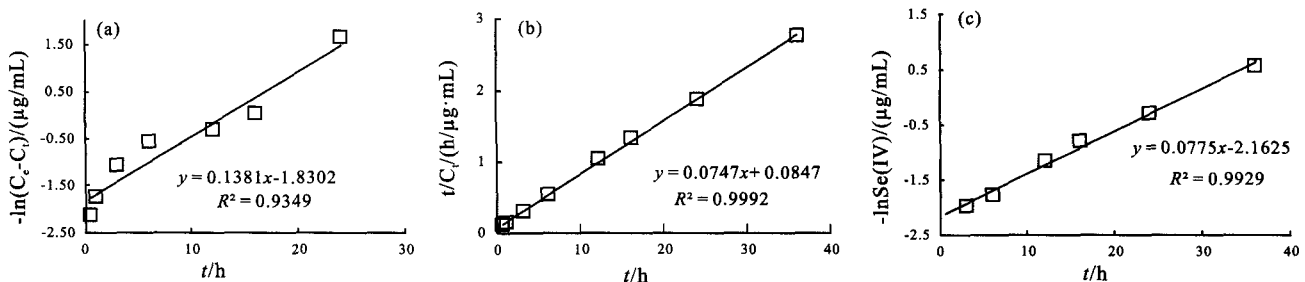 (a)
-ln(Cₑ-Cₜ)/(μg/mL)
1.50
0.50
-0.50
-1.50
-2.50
y = 0.1381x-1.8302
R² = 0.9349
0
10
20
30
t/h
(b)
t/Cₜ/(h/μg·mL)
3
2
1
0
y = 0.0747x+0.0847
R² = 0.9992
0
10
20
30
40
t/h
(c)
-lnSe(IV)/(μg/mL)
0.5
-0.5
-1.5
-2.5
y = 0.0775x-2.1625
R² = 0.9929
0
10
20
30
40
t/h